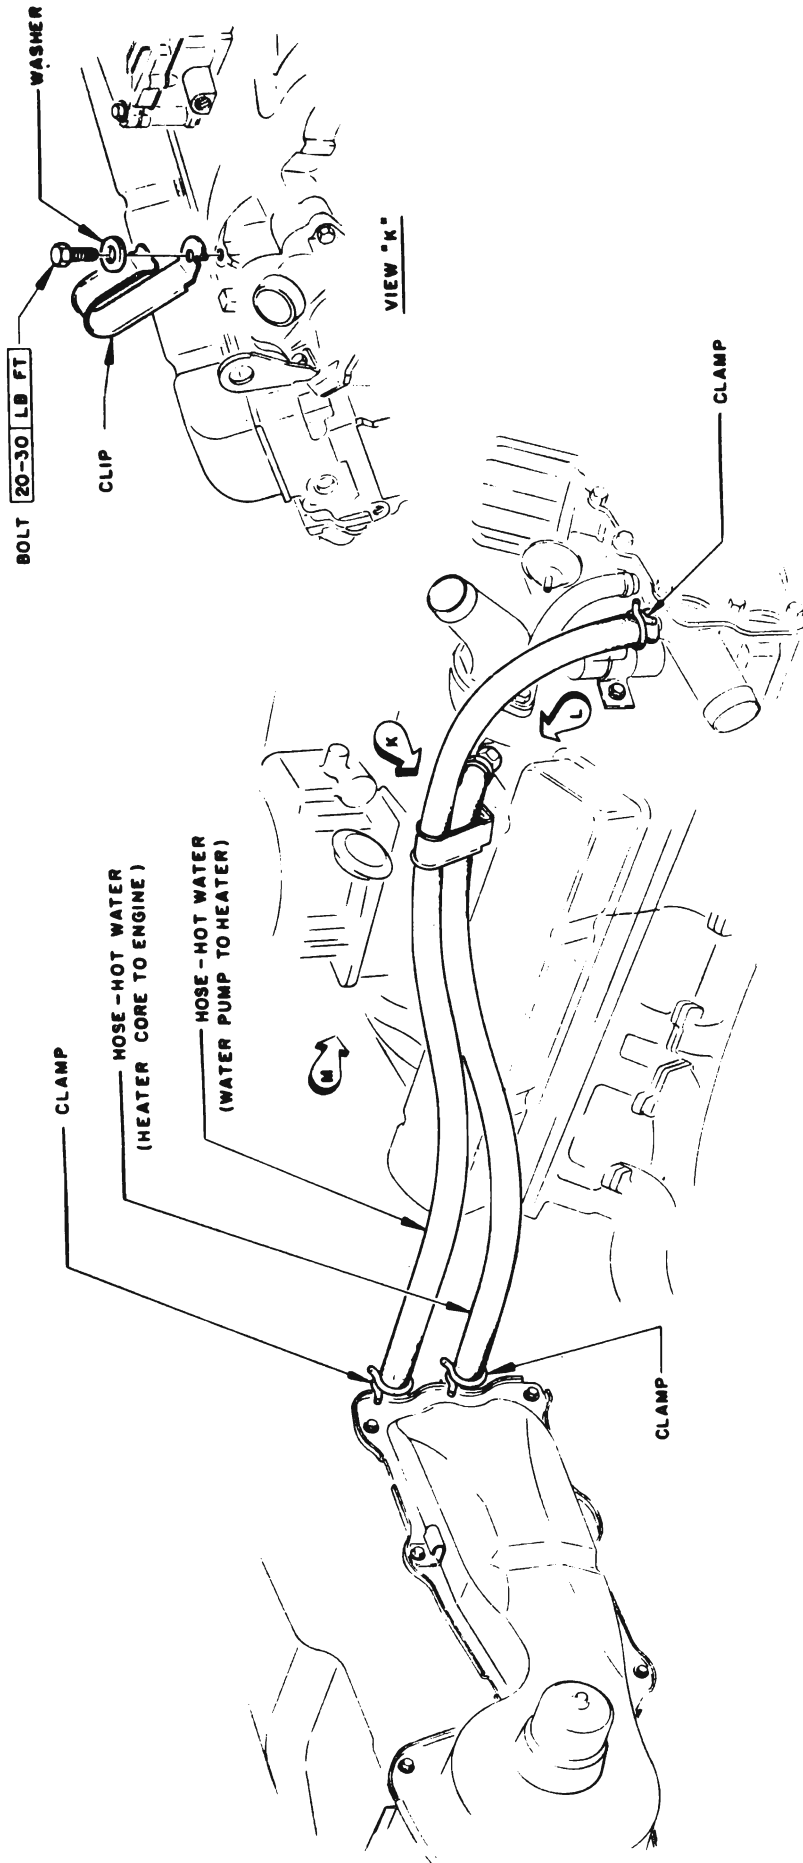 CLAMP
HOSE-HOT WATER
(HEATER CORE TO ENGINE)
HOSE-HOT WATER
(WATER PUMP TO HEATER)
BOLT 20-30 LB FT
WASHER
CLIP
VIEW "K"
M
K
L
CLAMP
CLAMP